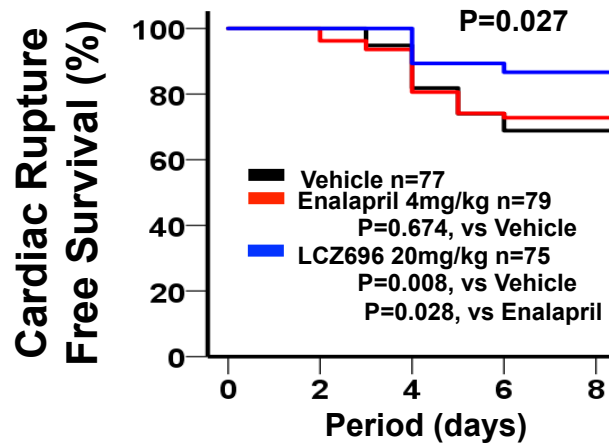 P=0.027
Cardiac Rupture
Free Survival (%)
100
80
60
40
20
0
Vehicle n=77
Enalapril 4mg/kg n=79
P=0.674, vs Vehicle
LCZ696 20mg/kg n=75
P=0.008, vs Vehicle
P=0.028, vs Enalapril
0 2 4 6 8
Period (days)